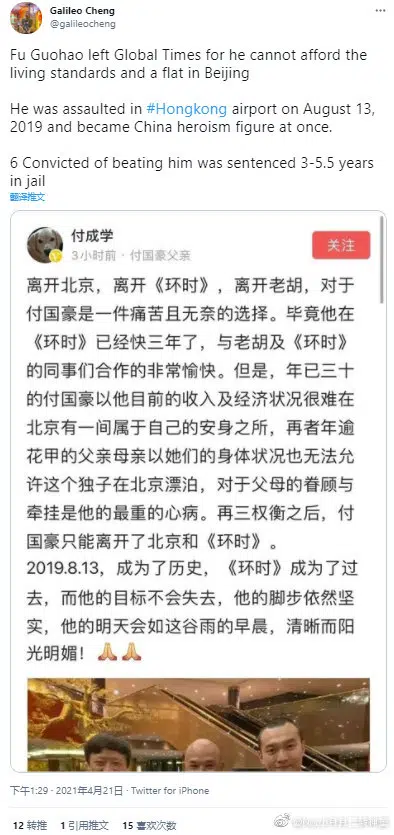 Galileo Cheng
@galileocheng
Fu Guohao left Global Times for he cannot afford the
living standards and a flat in Beijing
He was assaulted in #Hongkong airport on August 13,
2019 and became China heroism figure at once.
6 Convicted of beating him was sentenced 3-5.5 years
in jail
翻译推文
付成学
3小时前·付国豪父亲
关注
离开北京，离开《环时》，离开老胡，对于
付国豪是一件痛苦且无奈的选择。毕竟他在
《环时》已经快三年了，与老胡及《环时》
的同事们合作的非常愉快。但是，年已三十
的付国豪以他目前的收入及经济状况很难在
北京有一间属于自己的安身之所，再者年逾
花甲的父亲母亲以她们的身体状况也无法允
许这个独子在北京漂泊，对于父母的眷顾与
牵挂是他的最重的心病。再三权衡之后，付
国豪只能离开了北京和《环时》。
2019.8.13，成为了历史，《环时》成为了过
去，而他的目标不会失去，他的脚步依然坚
实，他的明天会如这谷雨的早晨，清晰而阳
光明媚！🙏🙏
下午1:29 · 2021年4月21日 · Twitter for iPhone
12 转推 1 引用推文 15 喜欢次数